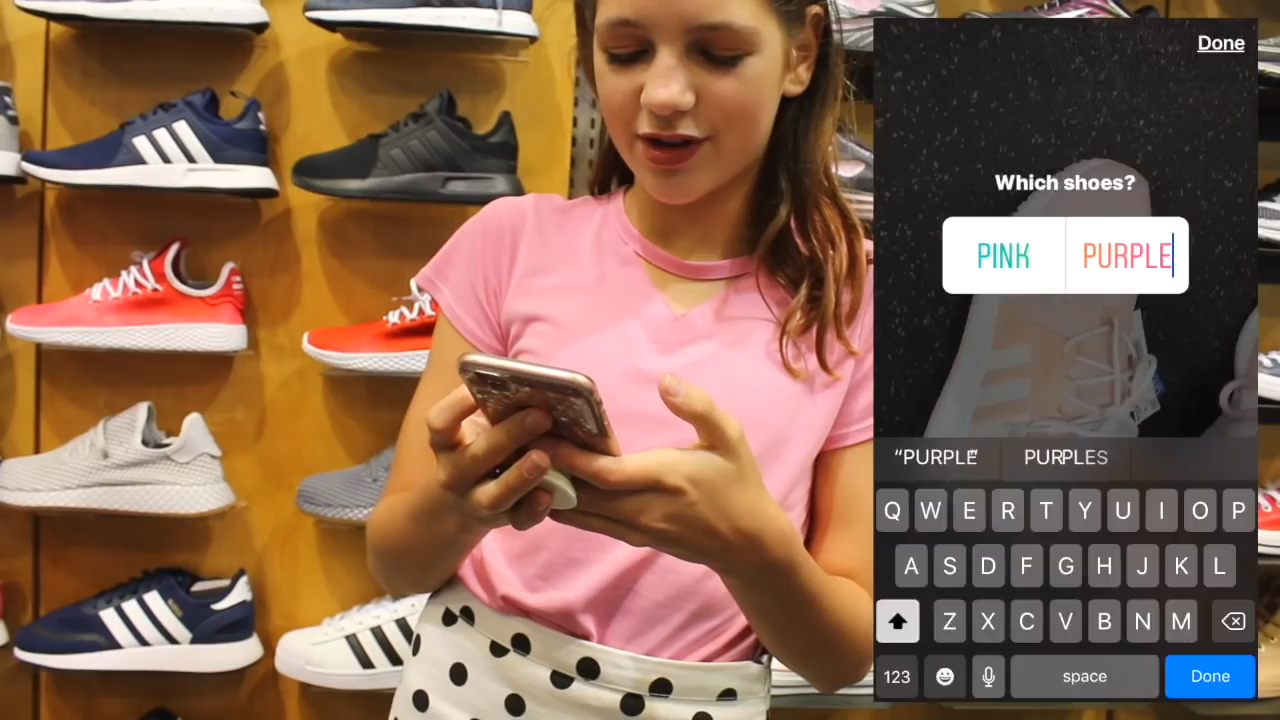 Done
Which shoes?
PINK PURPLE
“PURPLE” PURPLES
Q W E R T Y U I O P
A S D F G H J K L
Z X C V B N M
123 space Done